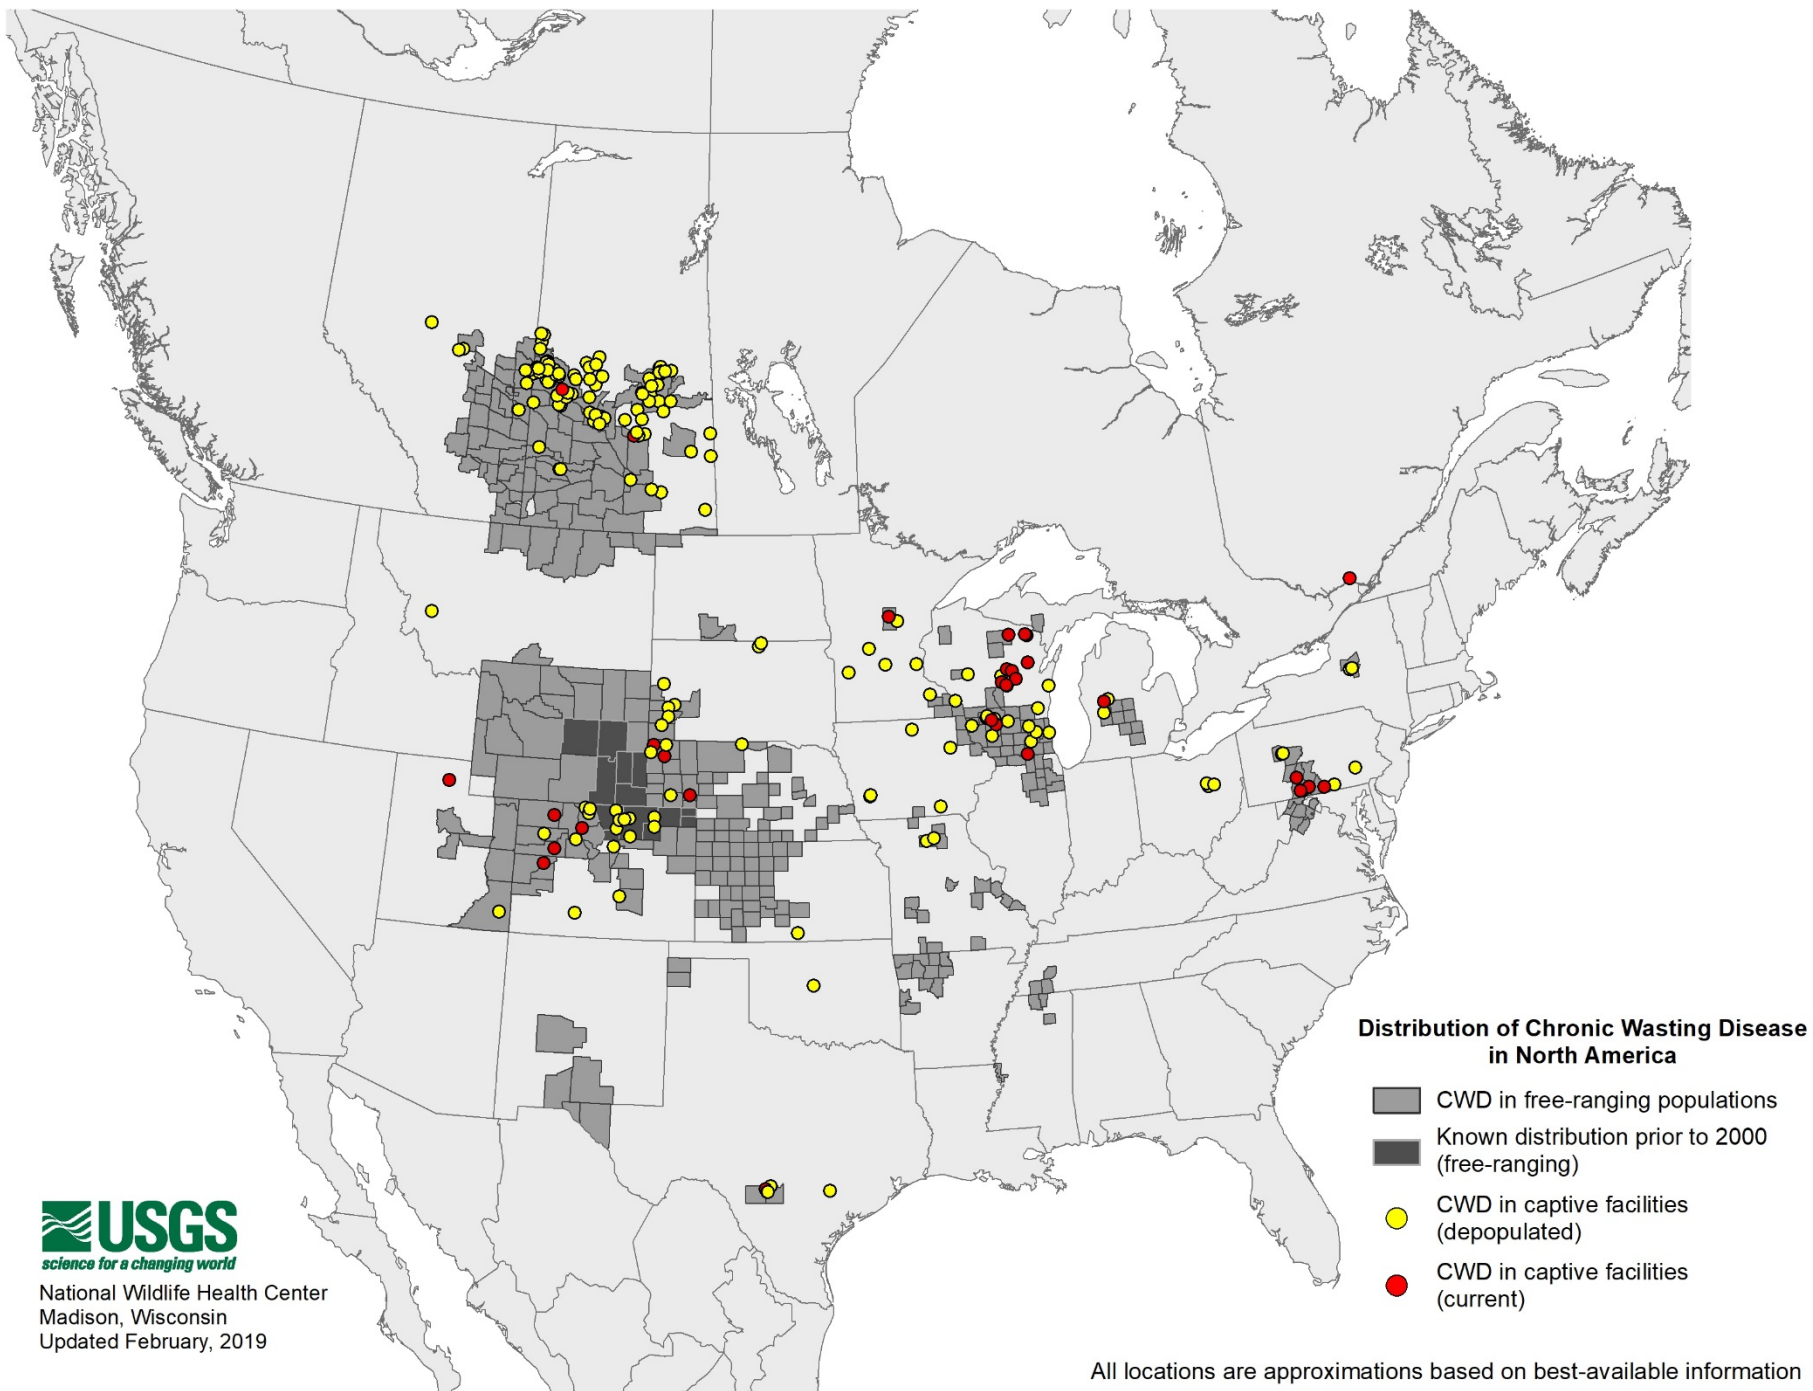 Distribution of Chronic Wasting Disease
in North America
CWD in free-ranging populations
Known distribution prior to 2000
(free-ranging)
CWD in captive facilities
(depopulated)
CWD in captive facilities
(current)
USGS
science for a changing world
National Wildlife Health Center
Madison, Wisconsin
Updated February, 2019
All locations are approximations based on best-available information